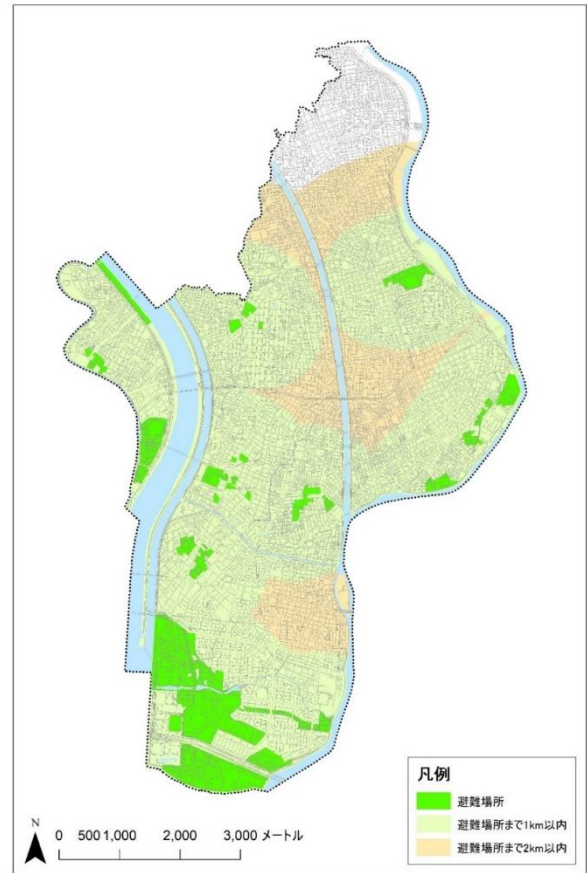 凡例
避難場所
避難場所まで1km以内
避難場所まで2km以内
N
0 500 1,000 2,000 3,000 メートル